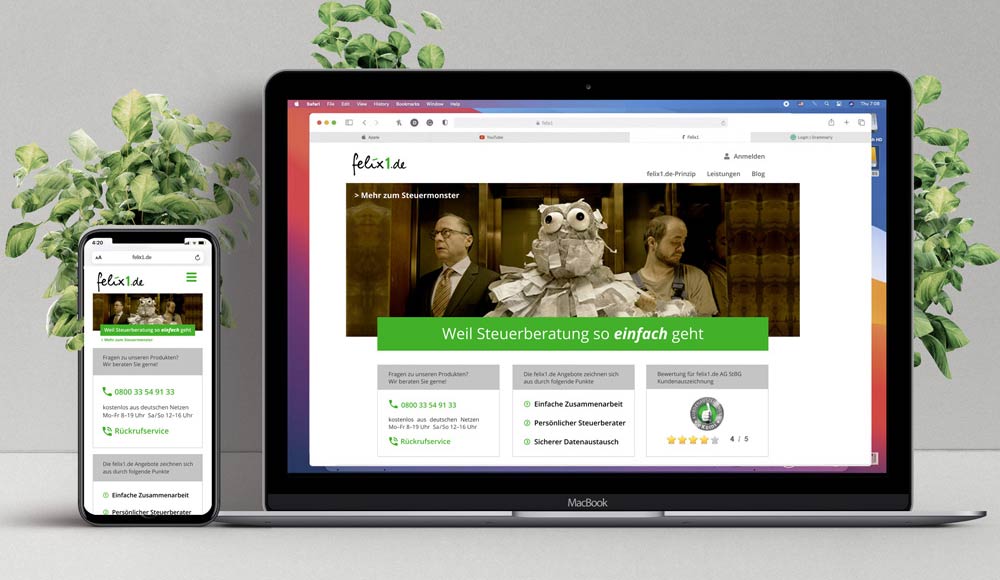 Safari File Edit View History Bookmarks Window Help
Thu 7:08
felix1
Apple
YouTube
Felix1
Login | Grammarly
felix1.de
Anmelden
felix1.de-Prinzip Leistungen Blog
> Mehr zum Steuermonster
Weil Steuerberatung so einfach geht
Fragen zu unseren Produkten?
Wir beraten Sie gerne!
0800 33 54 91 33
kostenlos aus deutschen Netzen
Mo–Fr 8–19 Uhr Sa/So 12–16 Uhr
Rückrufservice
Die felix1.de Angebote zeichnen sich
aus durch folgende Punkte
Einfache Zusammenarbeit
Persönlicher Steuerberater
Sicherer Datenaustausch
Bewertung für felix1.de AG StBG
Kundenauszeichnung
4 / 5
MacBook
4:20
AA
felix1.de
felix1.de
Weil Steuerberatung so einfach geht
> Mehr zum Steuermonster
Fragen zu unseren Produkten?
Wir beraten Sie gerne!
0800 33 54 91 33
kostenlos aus deutschen Netzen
Mo–Fr 8–19 Uhr Sa/So 12–16 Uhr
Rückrufservice
Die felix1.de Angebote zeichnen sich
aus durch folgende Punkte
Einfache Zusammenarbeit
Persönlicher Steuerberater